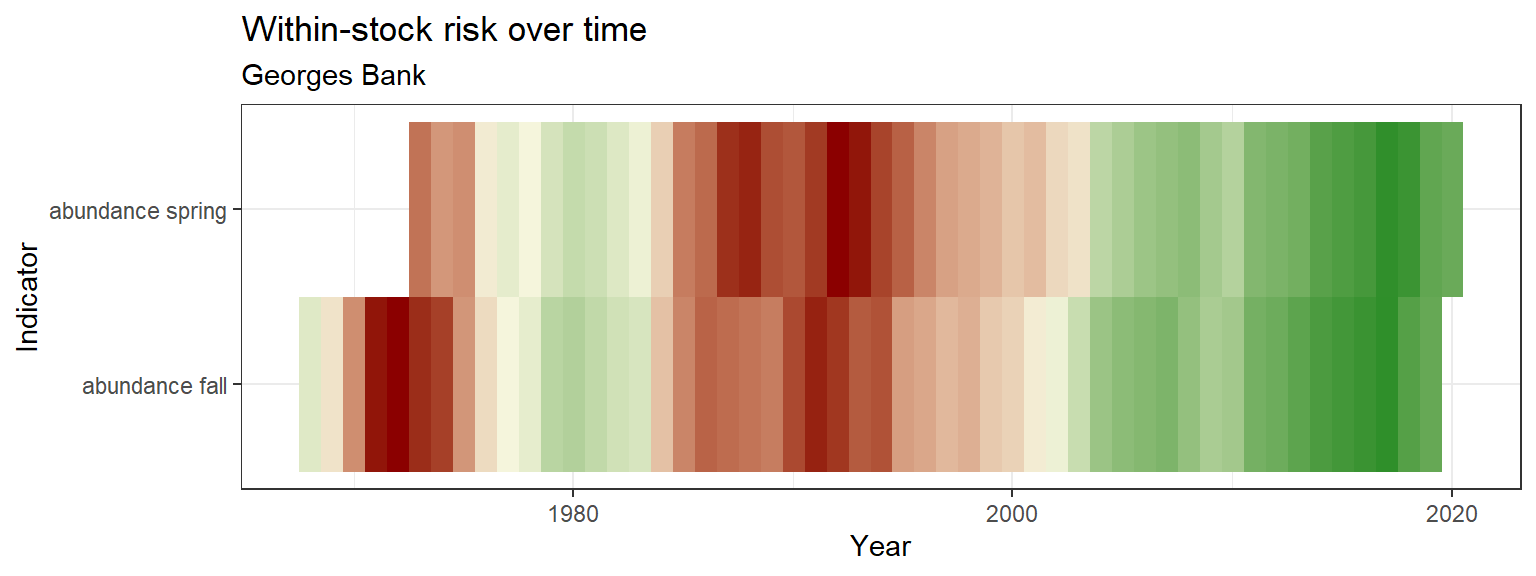 Within-stock risk over time
Georges Bank
Indicator
abundance spring
abundance fall
1980
2000
2020
Year